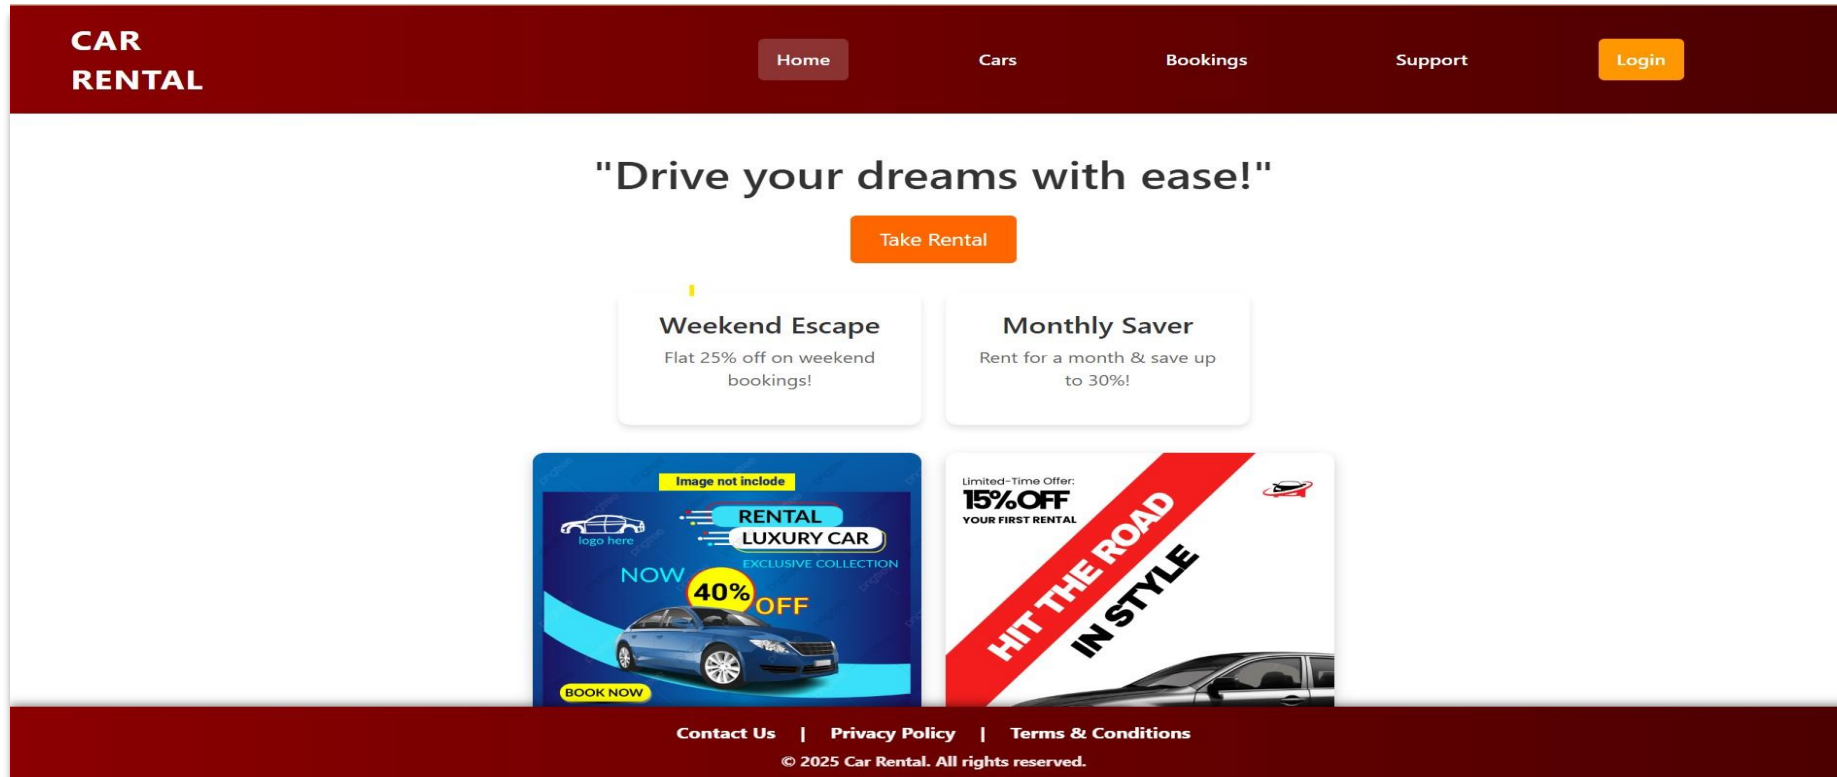 CAR
RENTAL
Home
Cars
Bookings
Support
Login
"Drive your dreams with ease!"
Take Rental
Weekend Escape
Flat 25% off on weekend
bookings!
Monthly Saver
Rent for a month & save up
to 30%!
Image not inclode
logo here
RENTAL
LUXURY CAR
EXCLUSIVE COLLECTION
NOW
40%
OFF
BOOK NOW
Limited-Time Offer:
15%OFF
YOUR FIRST RENTAL
HIT THE ROAD
IN STYLE
Contact Us | Privacy Policy | Terms & Conditions
© 2025 Car Rental. All rights reserved.